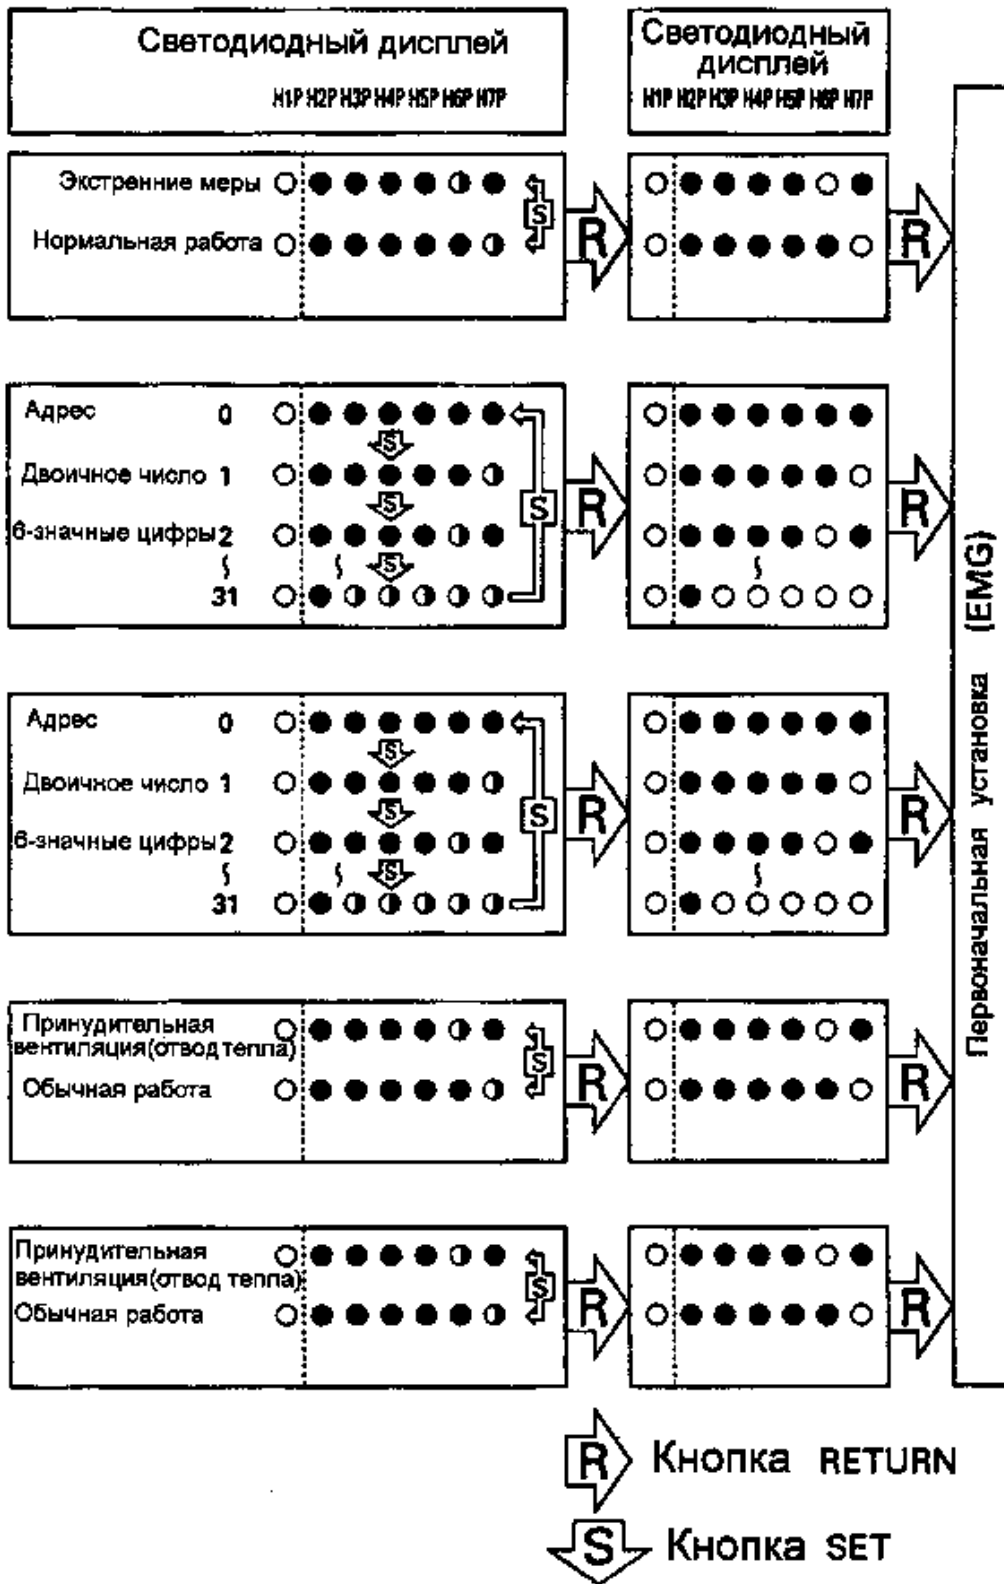 Светодиодный дисплей
H1P H2P H3P H4P H5P H6P H7P
Светодиодный
дисплей
H1P H2P H3P H4P H5P H6P H7P
Экстренние меры
S
Нормальная работа
R
R
Адрес 0
S
Двоичное число 1
S
6-значные цифры 2
S
31
S
R
R
Адрес 0
S
Двоичное число 1
S
6-значные цифры 2
S
31
S
R
R
Принудительная
вентиляция(отвод теппа)
Обычная работа
S
R
R
Принудительная
вентиляция(отвод теппа)
Обычная работа
S
R
R
Первоначальная установка (EMG)
R Кнопка RETURN
S Кнопка SET